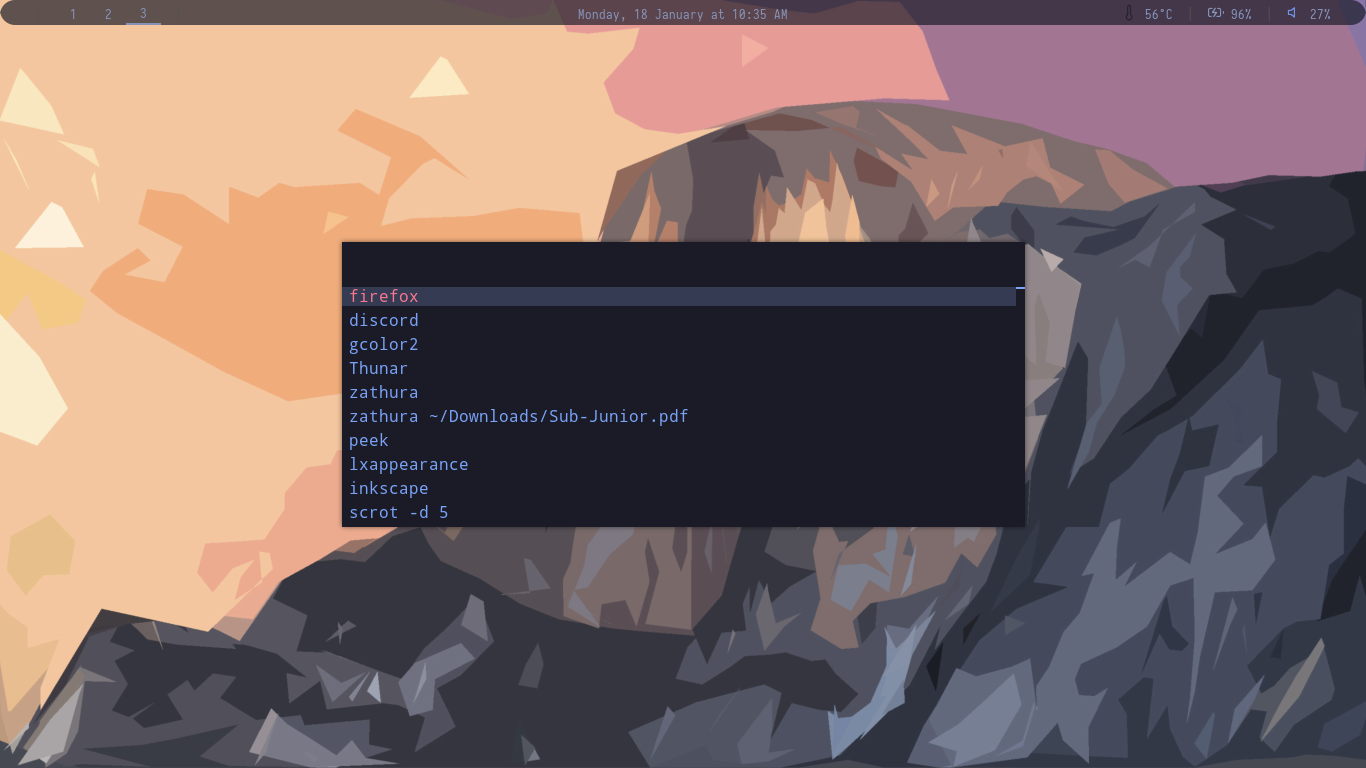 1 2 3 Monday, 18 January at 10:35 AM 56°C | 96% | 27%
firefox
discord
gcolor2
Thunar
zathura
zathura ~/Downloads/Sub-Junior.pdf
peek
lxappearance
inkscape
scrot -d 5